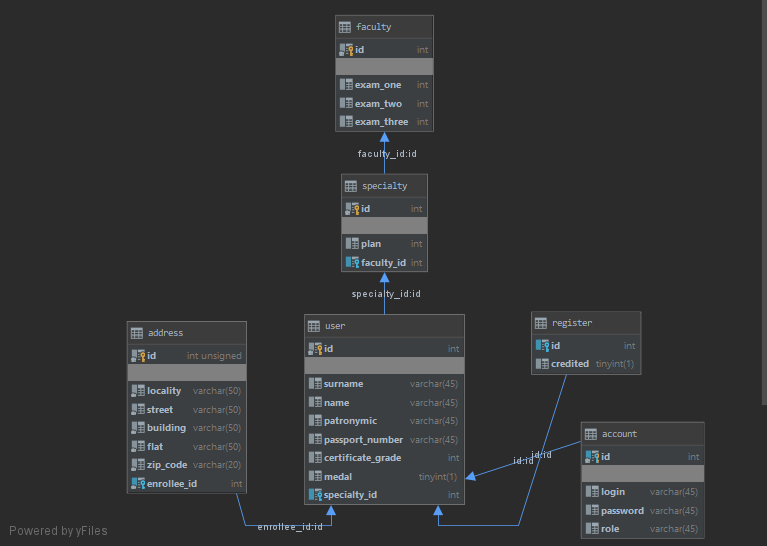 faculty
id int
exam_one int
exam_two int
exam_three int
faculty_id:id
specialty
id int
plan int
faculty_id int
specialty_id:id
address
id int unsigned
locality varchar(50)
street varchar(50)
building varchar(50)
flat varchar(50)
zip_code varchar(20)
enrollee_id int
user
id int
surname varchar(45)
name varchar(45)
patronymic varchar(45)
passport_number varchar(45)
certificate_grade int
medal tinyint(1)
specialty_id int
register
id int
credited tinyint(1)
account
id int
login varchar(45)
password varchar(45)
role varchar(45)
id:id
id:id
enrollee_id:id
Powered by yFiles